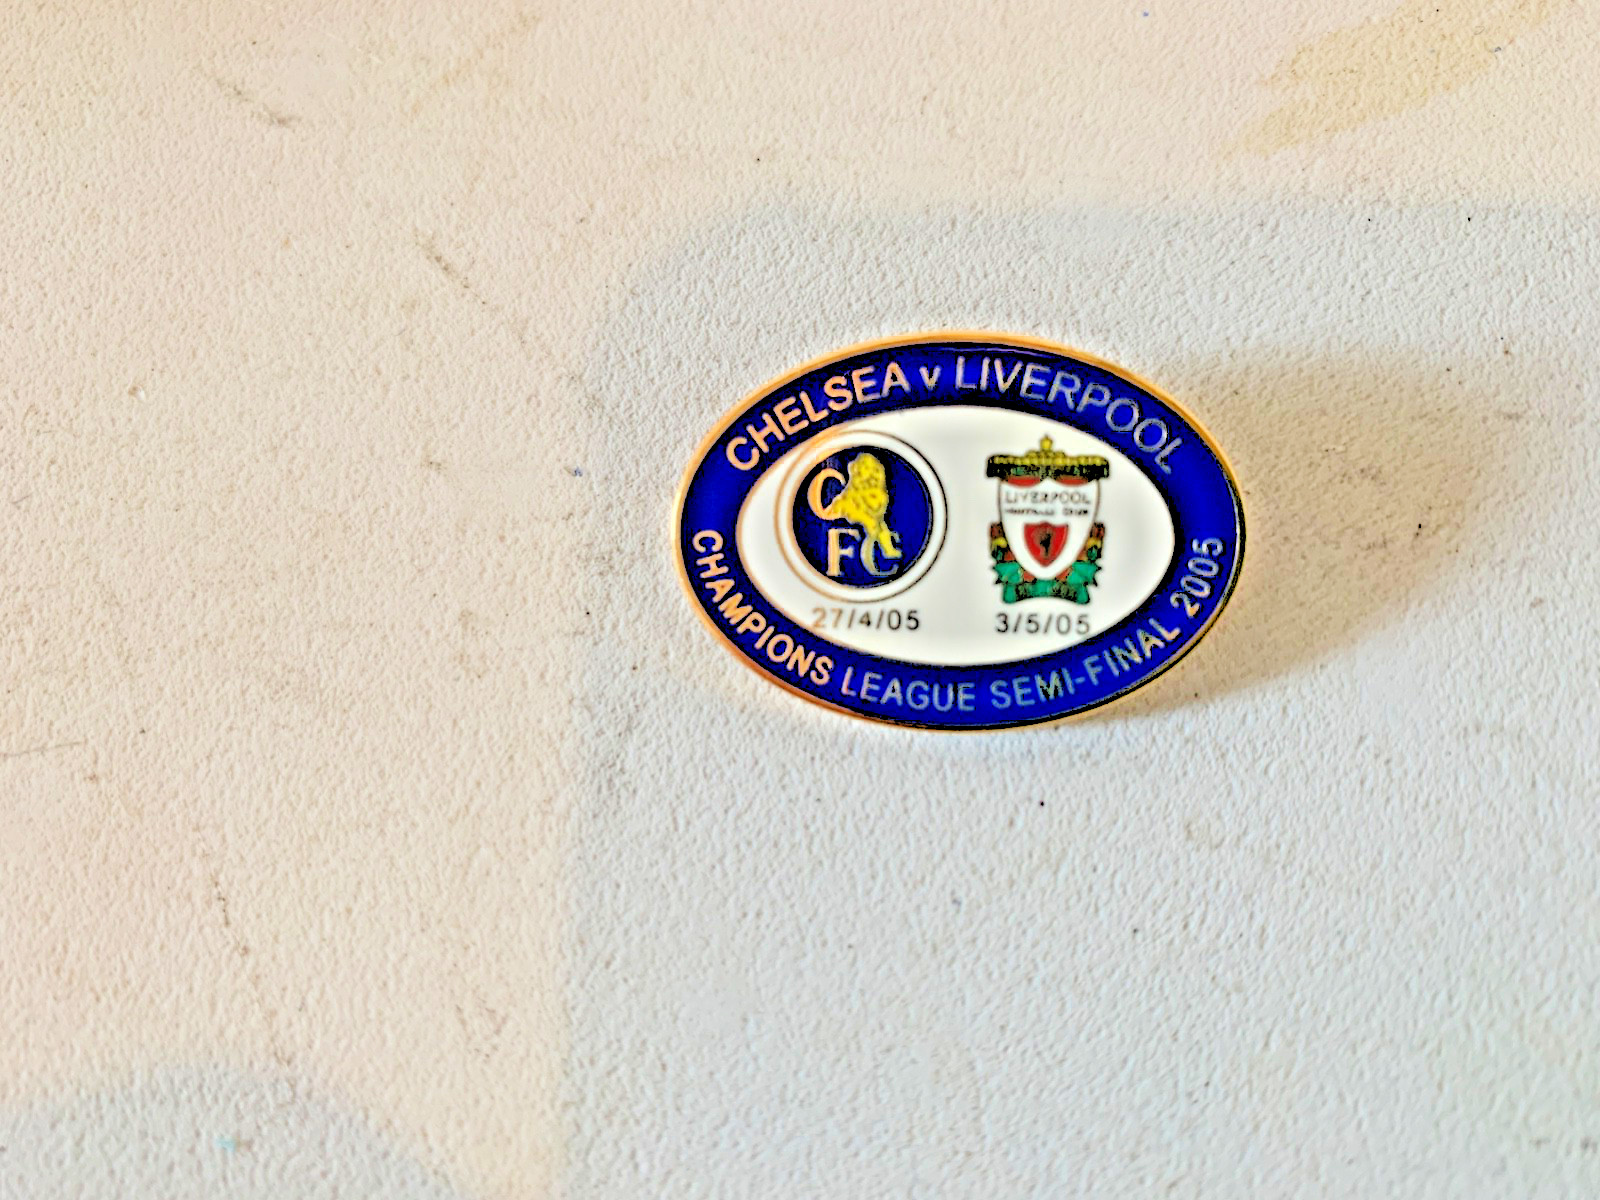 CHELSEA v LIVERPOOL
CFC
LIVERPOOL
27/4/05
3/5/05
CHAMPIONS LEAGUE SEMI-FINAL 2005